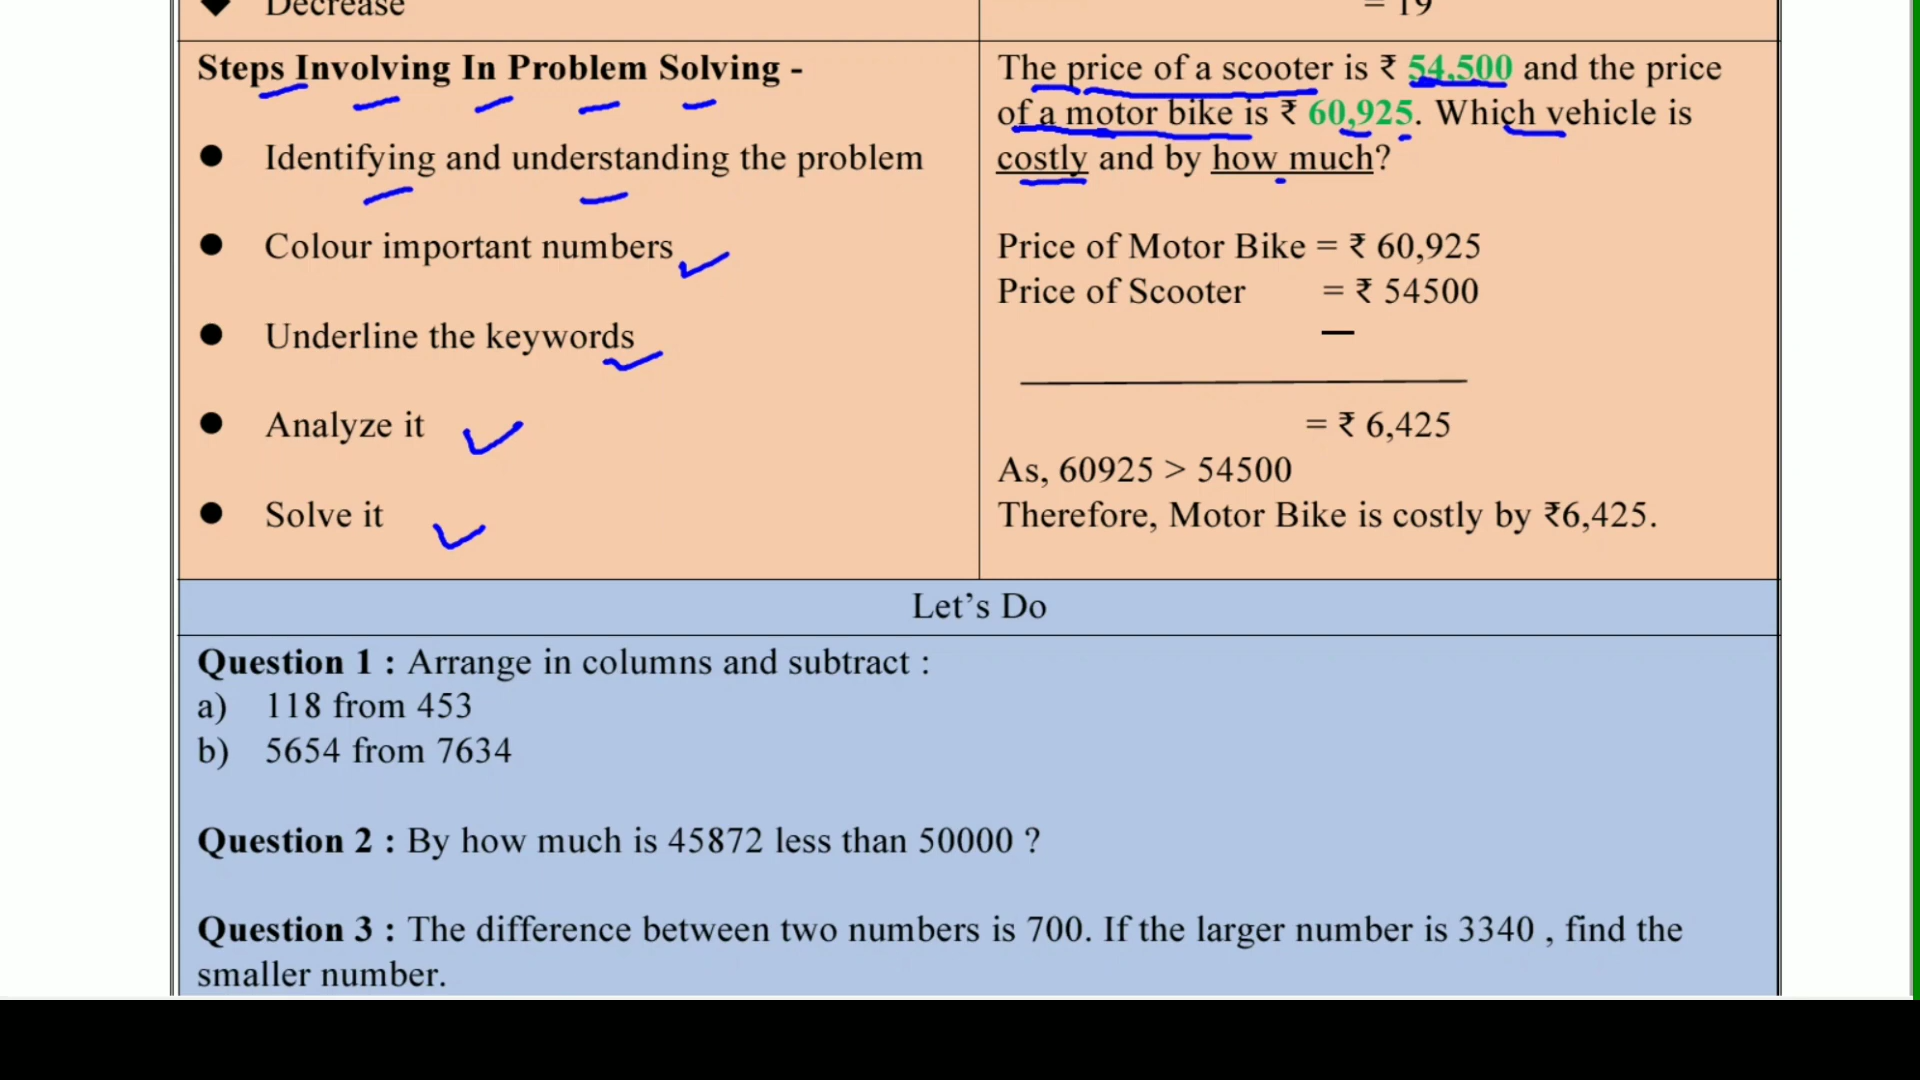 Decrease
= 19
Steps Involving In Problem Solving -
● Identifying and understanding the problem
● Colour important numbers
● Underline the keywords
● Analyze it
● Solve it
The price of a scooter is ₹ 54,500 and the price
of a motor bike is ₹ 60,925. Which vehicle is
costly and by how much?
Price of Motor Bike = ₹ 60,925
Price of Scooter = ₹ 54500
—
= ₹ 6,425
As, 60925 > 54500
Therefore, Motor Bike is costly by ₹6,425.
Let’s Do
Question 1 : Arrange in columns and subtract :
a) 118 from 453
b) 5654 from 7634
Question 2 : By how much is 45872 less than 50000 ?
Question 3 : The difference between two numbers is 700. If the larger number is 3340 , find the
smaller number.